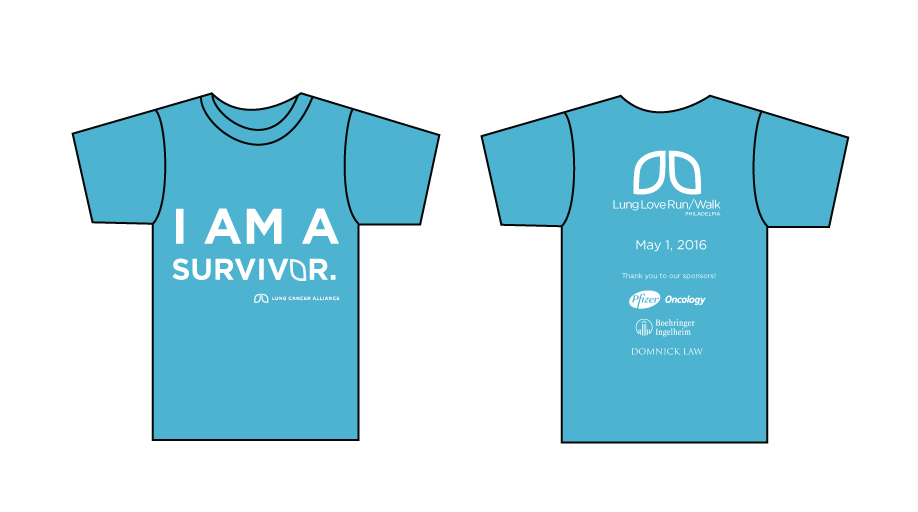 I AM A
SURVIVOR.
LUNG CANCER ALLIANCE
Lung Love Run/Walk
PHILADELPIA
May 1, 2016
Thank you to our sponsors!
Pfizer Oncology
Boehringer
Ingelheim
DOMNICK LAW